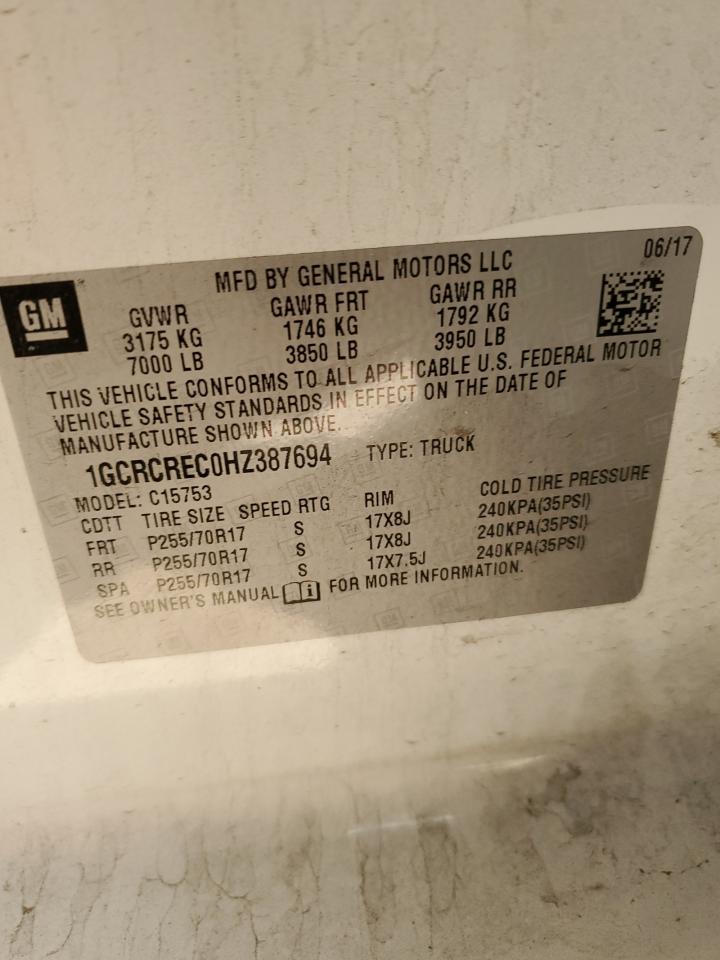 06/17
MFD BY GENERAL MOTORS LLC
GM
GVWR GAWR FRT GAWR RR
3175 KG 1746 KG 1792 KG
7000 LB 3850 LB 3950 LB
THIS VEHICLE CONFORMS TO ALL APPLICABLE U.S. FEDERAL MOTOR
VEHICLE SAFETY STANDARDS IN EFFECT ON THE DATE OF
MANUFACTURE SHOWN ABOVE.
1GCRCREC0HZ387694 TYPE: TRUCK
MODEL: C15753
CDTT TIRE SIZE SPEED RTG RIM COLD TIRE PRESSURE
FRT P255/70R17 S 17X8J 240KPA(35PSI)
RR P255/70R17 S 17X8J 240KPA(35PSI)
SPA P255/70R17 S 17X7.5J 240KPA(35PSI)
SEE OWNER'S MANUAL FOR MORE INFORMATION.